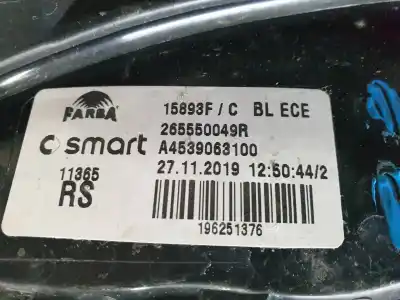 FARBA
15893F / C BL ECE
265550049R
smart A4539063100
11365
27.11.2019 12:50:44/2
RS
196251376